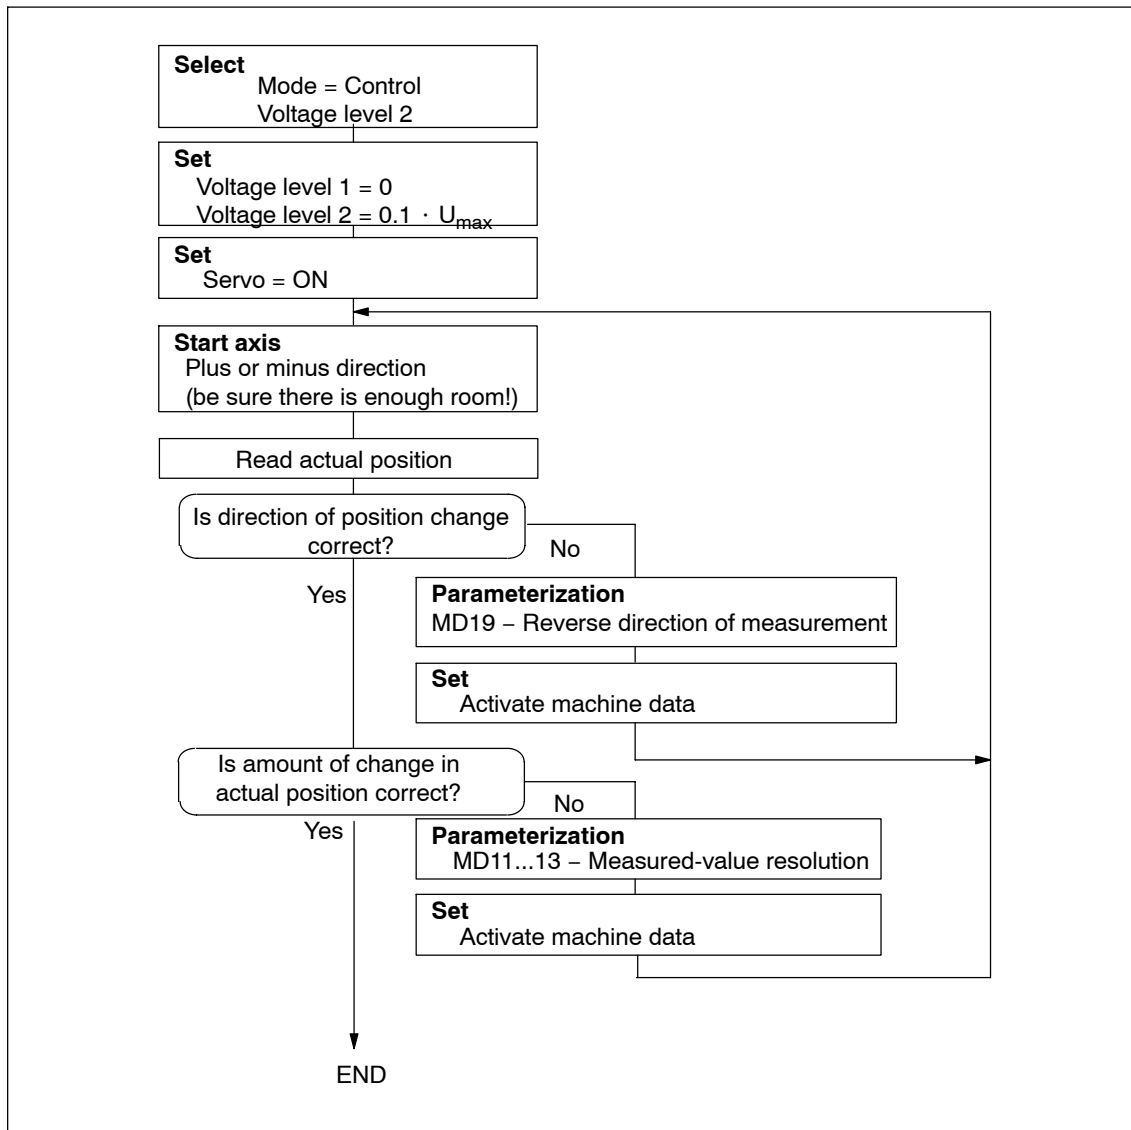 Select
Mode = Control
Voltage level 2
Set
Voltage level 1 = 0
Voltage level 2 = 0.1 · Umax
Set
Servo = ON
Start axis
Plus or minus direction
(be sure there is enough room!)
Read actual position
Is direction of position change
correct?
No
Yes
Parameterization
MD19 – Reverse direction of measurement
Set
Activate machine data
Is amount of change in
actual position correct?
No
Yes
Parameterization
MD11...13 – Measured-value resolution
Set
Activate machine data
END